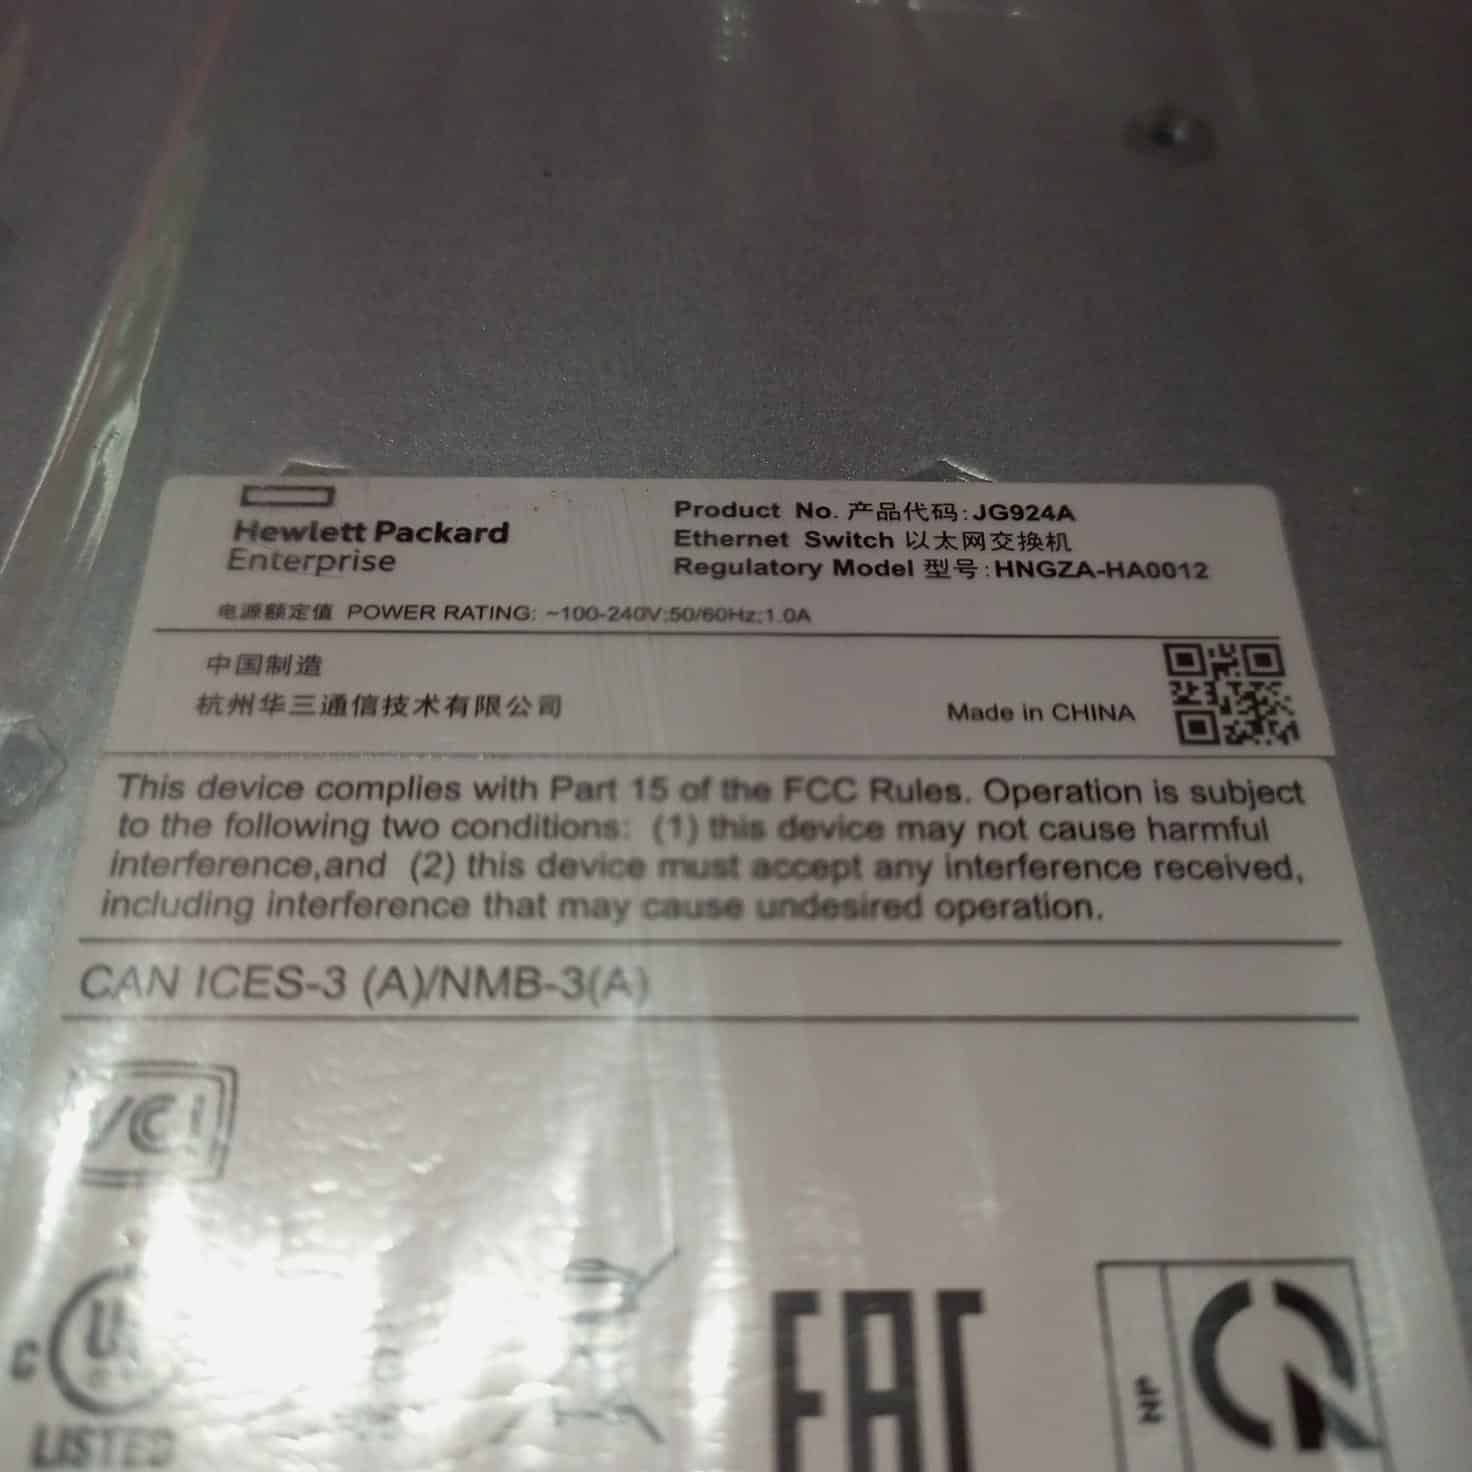 Hewlett Packard
Enterprise
Product No. 产品代码:JG924A
Ethernet Switch 以太网交换机
Regulatory Model 型号:HNGZA-HA0012
电源额定值 POWER RATING: ~100-240V;50/60Hz;1.0A
中国制造
杭州华三通信技术有限公司
Made in CHINA
This device complies with Part 15 of the FCC Rules. Operation is subject
to the following two conditions: (1) this device may not cause harmful
interference,and (2) this device must accept any interference received,
including interference that may cause undesired operation.
CAN ICES-3 (A)/NMB-3(A)
VCI
C
LISTED
EAC
NP